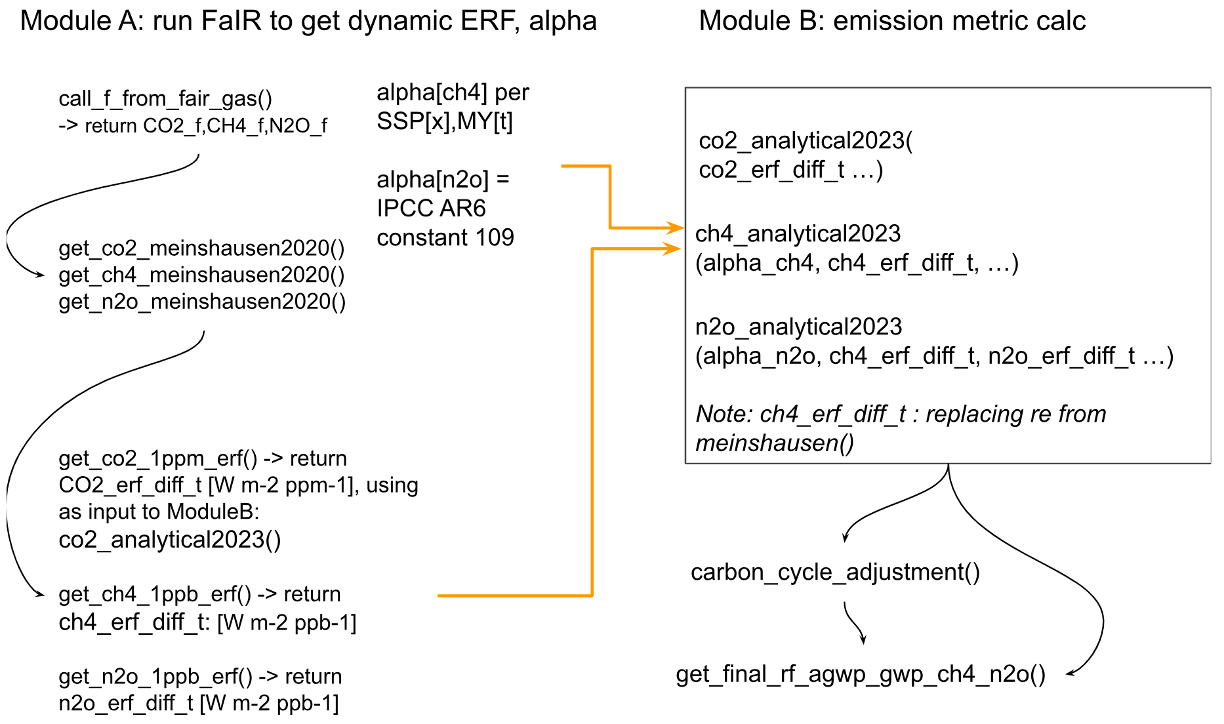 Module A: run FaIR to get dynamic ERF, alpha
call_f_from_fair_gas()
-> return CO2_f,CH4_f,N2O_f
get_co2_meinshausen2020()
get_ch4_meinshausen2020()
get_n2o_meinshausen2020()
get_co2_1ppm_erf() -> return
CO2_erf_diff_t [W m-2 ppm-1], using
as input to ModuleB:
co2_analytical2023()
get_ch4_1ppb_erf() -> return
ch4_erf_diff_t: [W m-2 ppb-1]
get_n2o_1ppb_erf() -> return
n2o_erf_diff_t [W m-2 ppb-1]
alpha[ch4] per
SSP[x],MY[t]
alpha[n2o] =
IPCC AR6
constant 109
Module B: emission metric calc
co2_analytical2023(
co2_erf_diff_t …)
ch4_analytical2023
(alpha_ch4, ch4_erf_diff_t, …)
n2o_analytical2023
(alpha_n2o, ch4_erf_diff_t, n2o_erf_diff_t …)
Note: ch4_erf_diff_t : replacing re from
meinshausen()
carbon_cycle_adjustment()
get_final_rf_agwp_gwp_ch4_n2o()